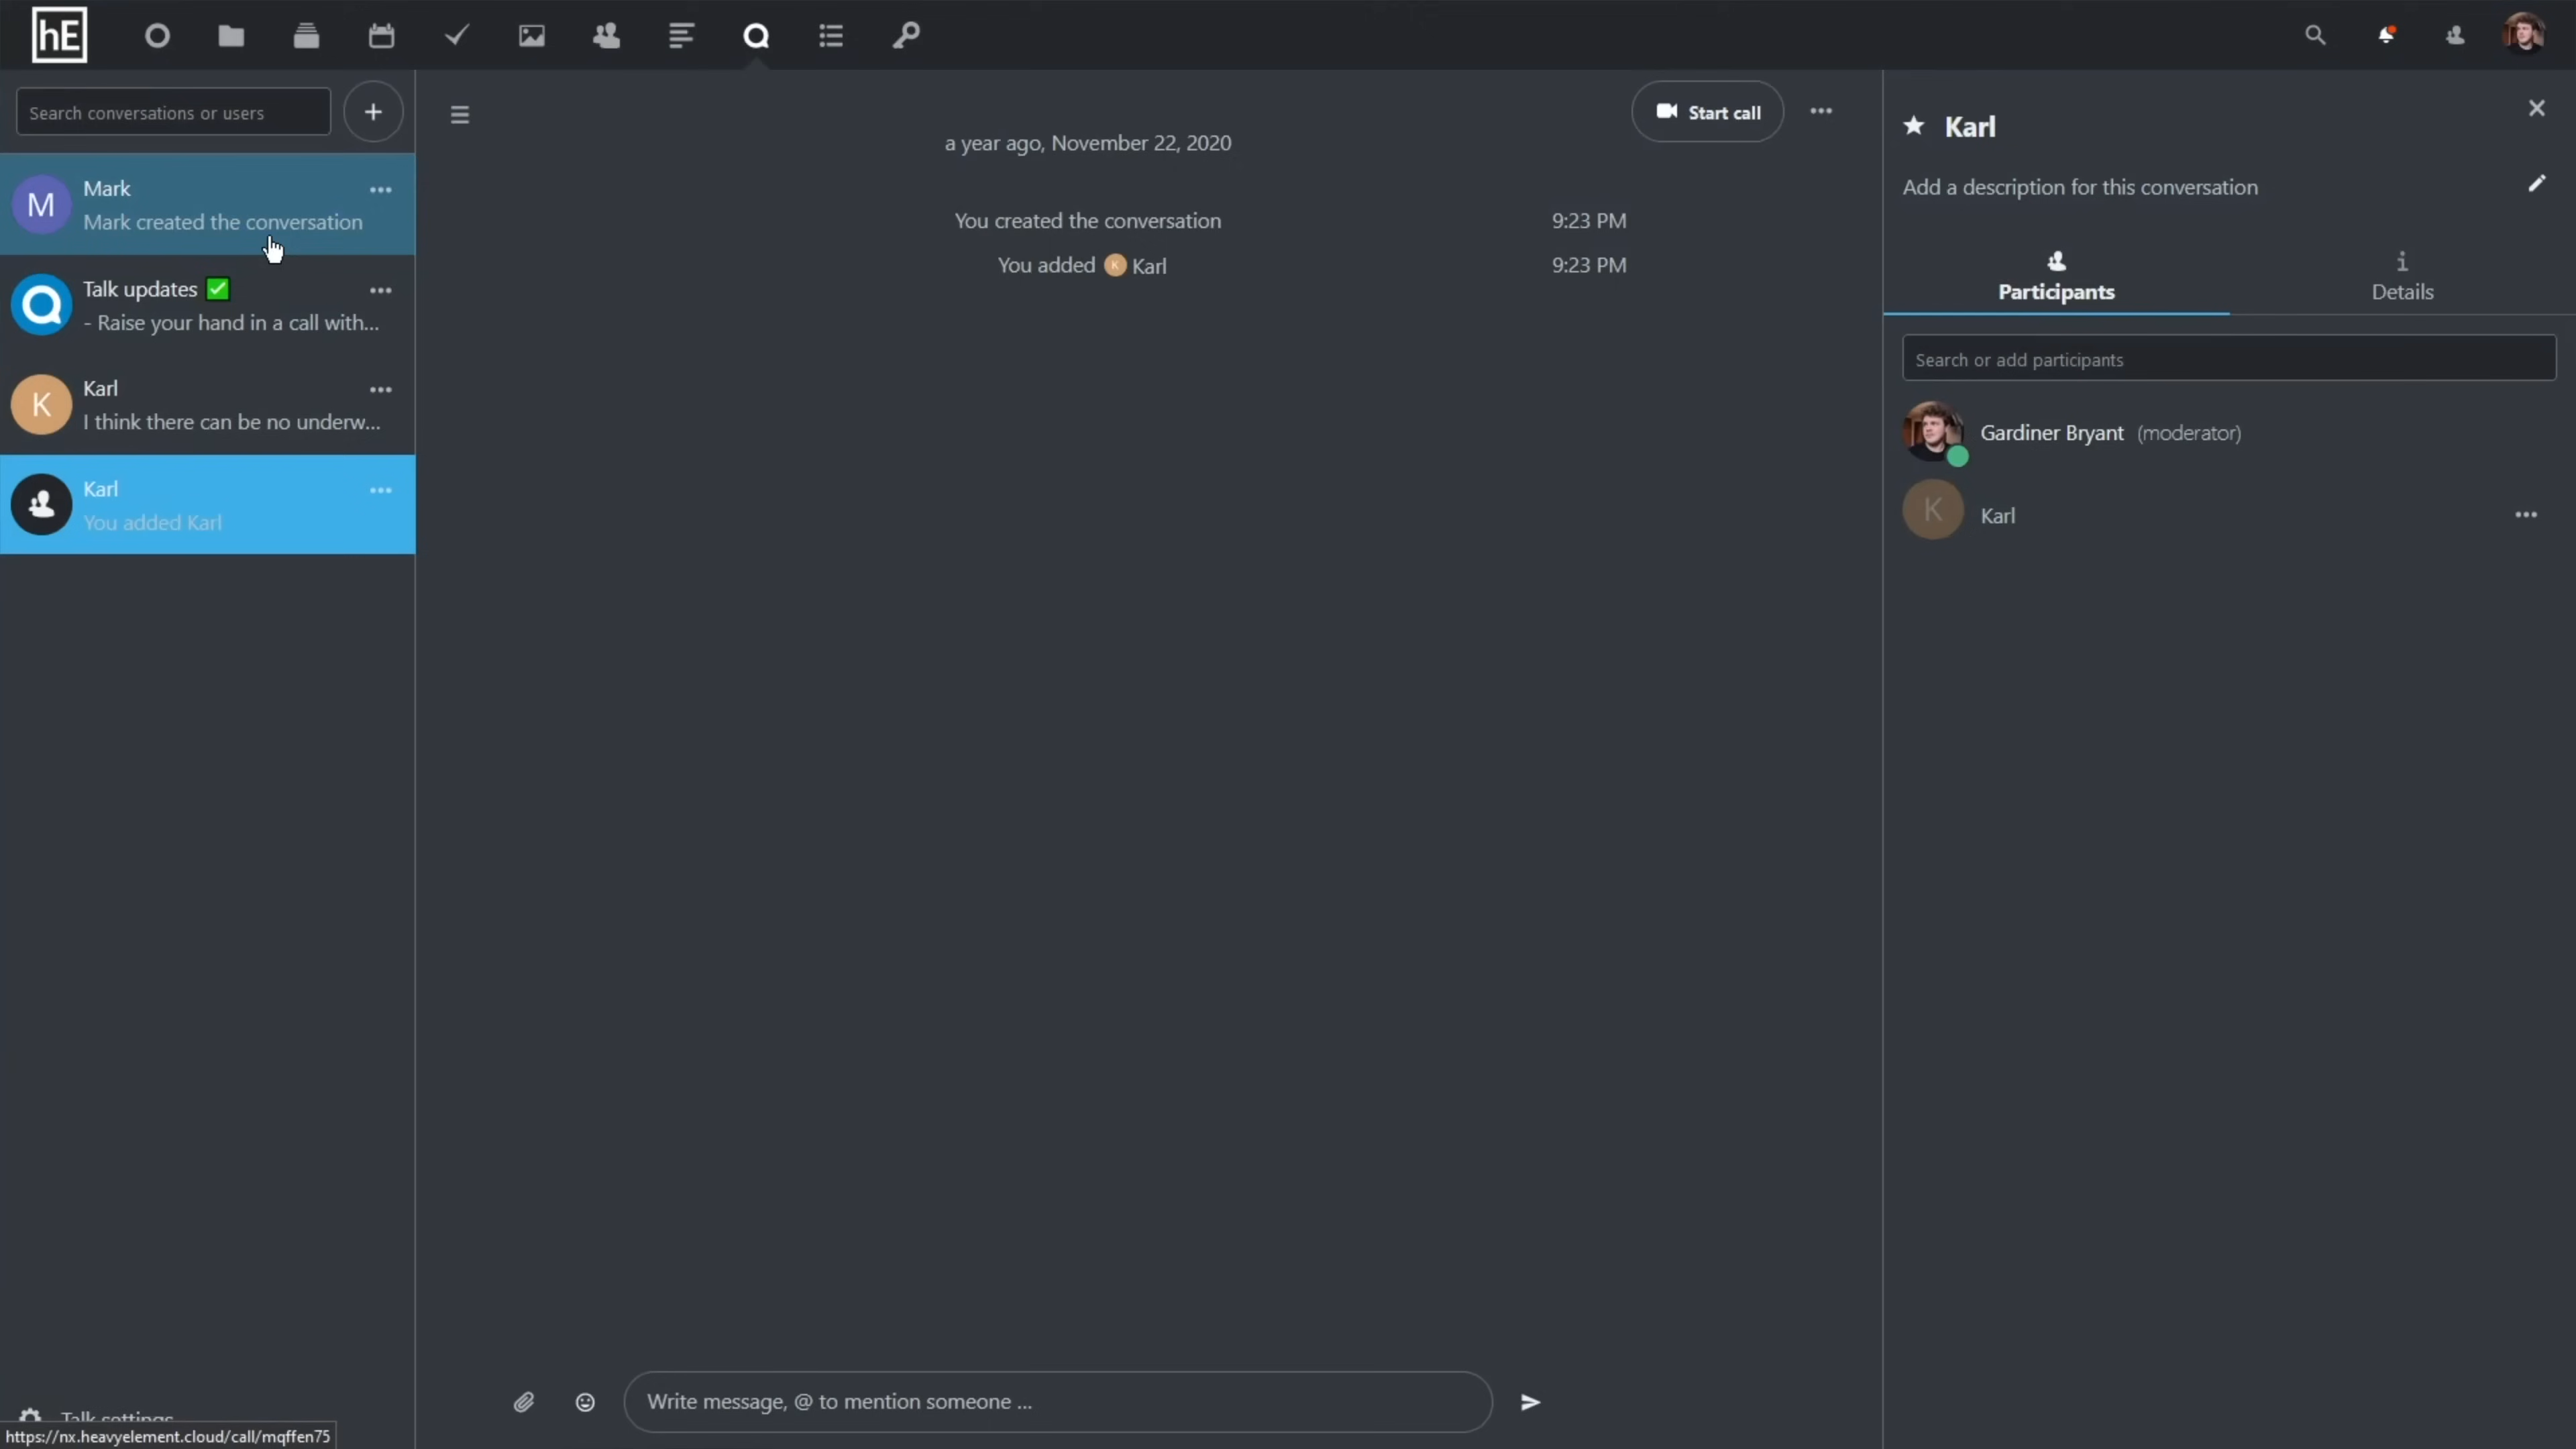 hE
Search conversations or users
Mark
Mark created the conversation
Talk updates ✅
- Raise your hand in a call with...
K
Karl
I think there can be no underw...
Karl
You added Karl
M
Talk settings
https://nx.heavyelement.cloud/call/mqffen75
Start call
a year ago, November 22, 2020
You created the conversation 9:23 PM
You added K Karl 9:23 PM
Write message, @ to mention someone ...
Karl
Add a description for this conversation
Participants
Details
Search or add participants
Gardiner Bryant (moderator)
K
Karl